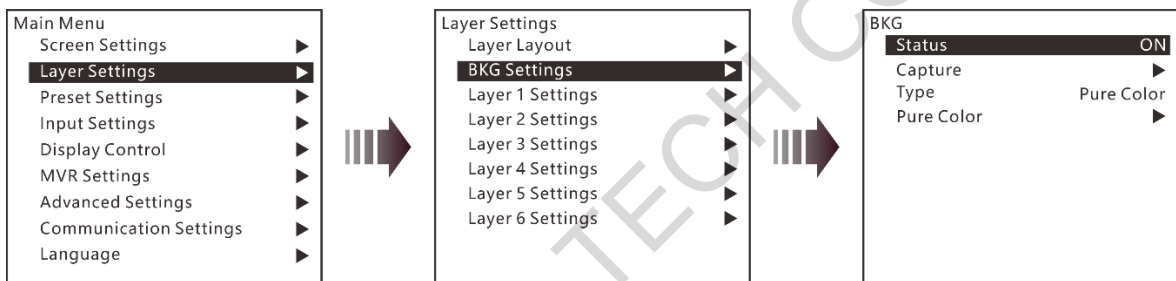 Main Menu
Screen Settings
Layer Settings
Preset Settings
Input Settings
Display Control
MVR Settings
Advanced Settings
Communication Settings
Language
Layer Settings
Layer Layout
BKG Settings
Layer 1 Settings
Layer 2 Settings
Layer 3 Settings
Layer 4 Settings
Layer 5 Settings
Layer 6 Settings
BKG
Status ON
Capture
Type Pure Color
Pure Color
TECH CO